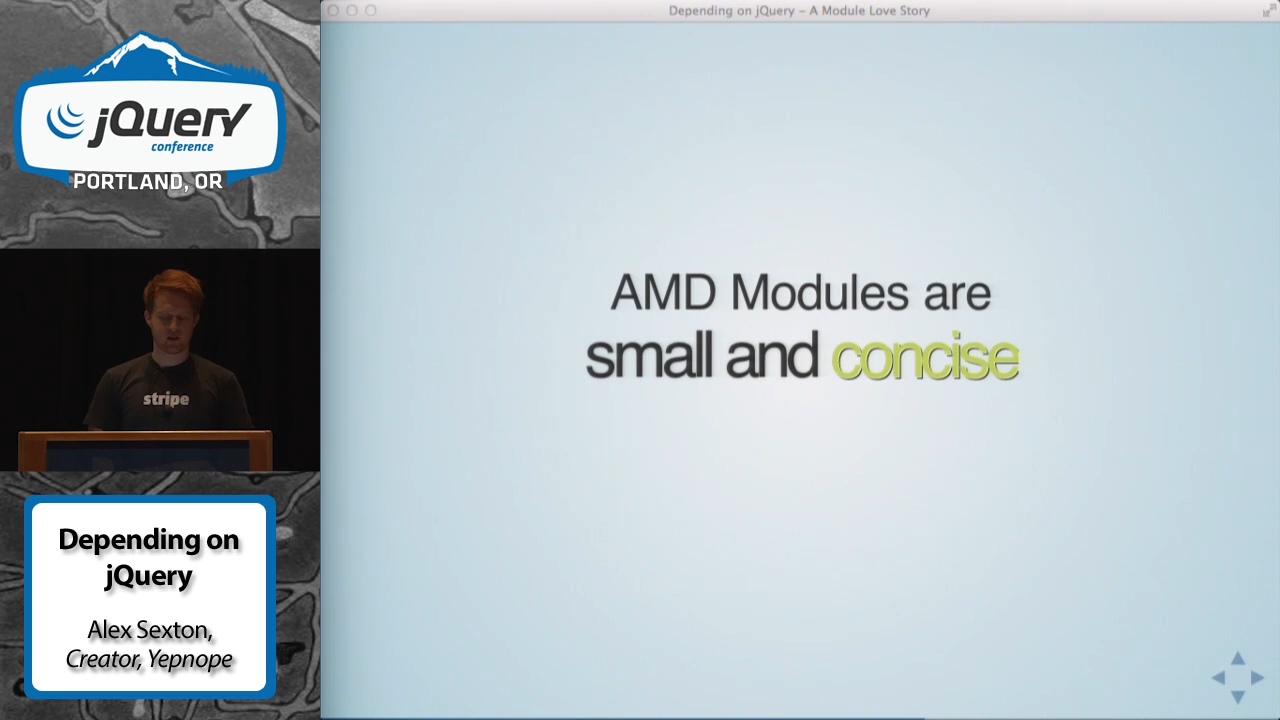 Depending on jQuery – A Module Love Story
jQuery
conference
PORTLAND, OR
AMD Modules are
small and concise
stripe
Depending on
jQuery
Alex Sexton,
Creator, Yepnope